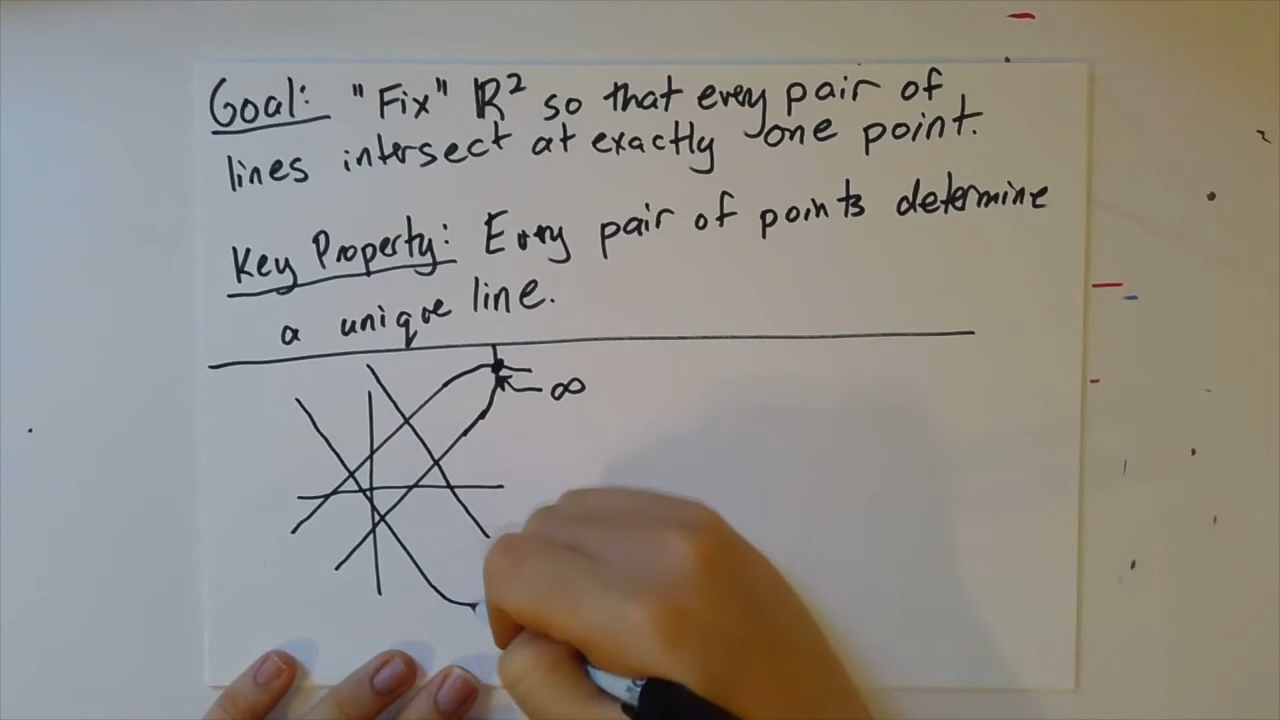 Goal: "Fix" ℝ² so that every pair of
lines intersect at exactly one point.
Key Property: Every pair of points determine
a unique line.
∞